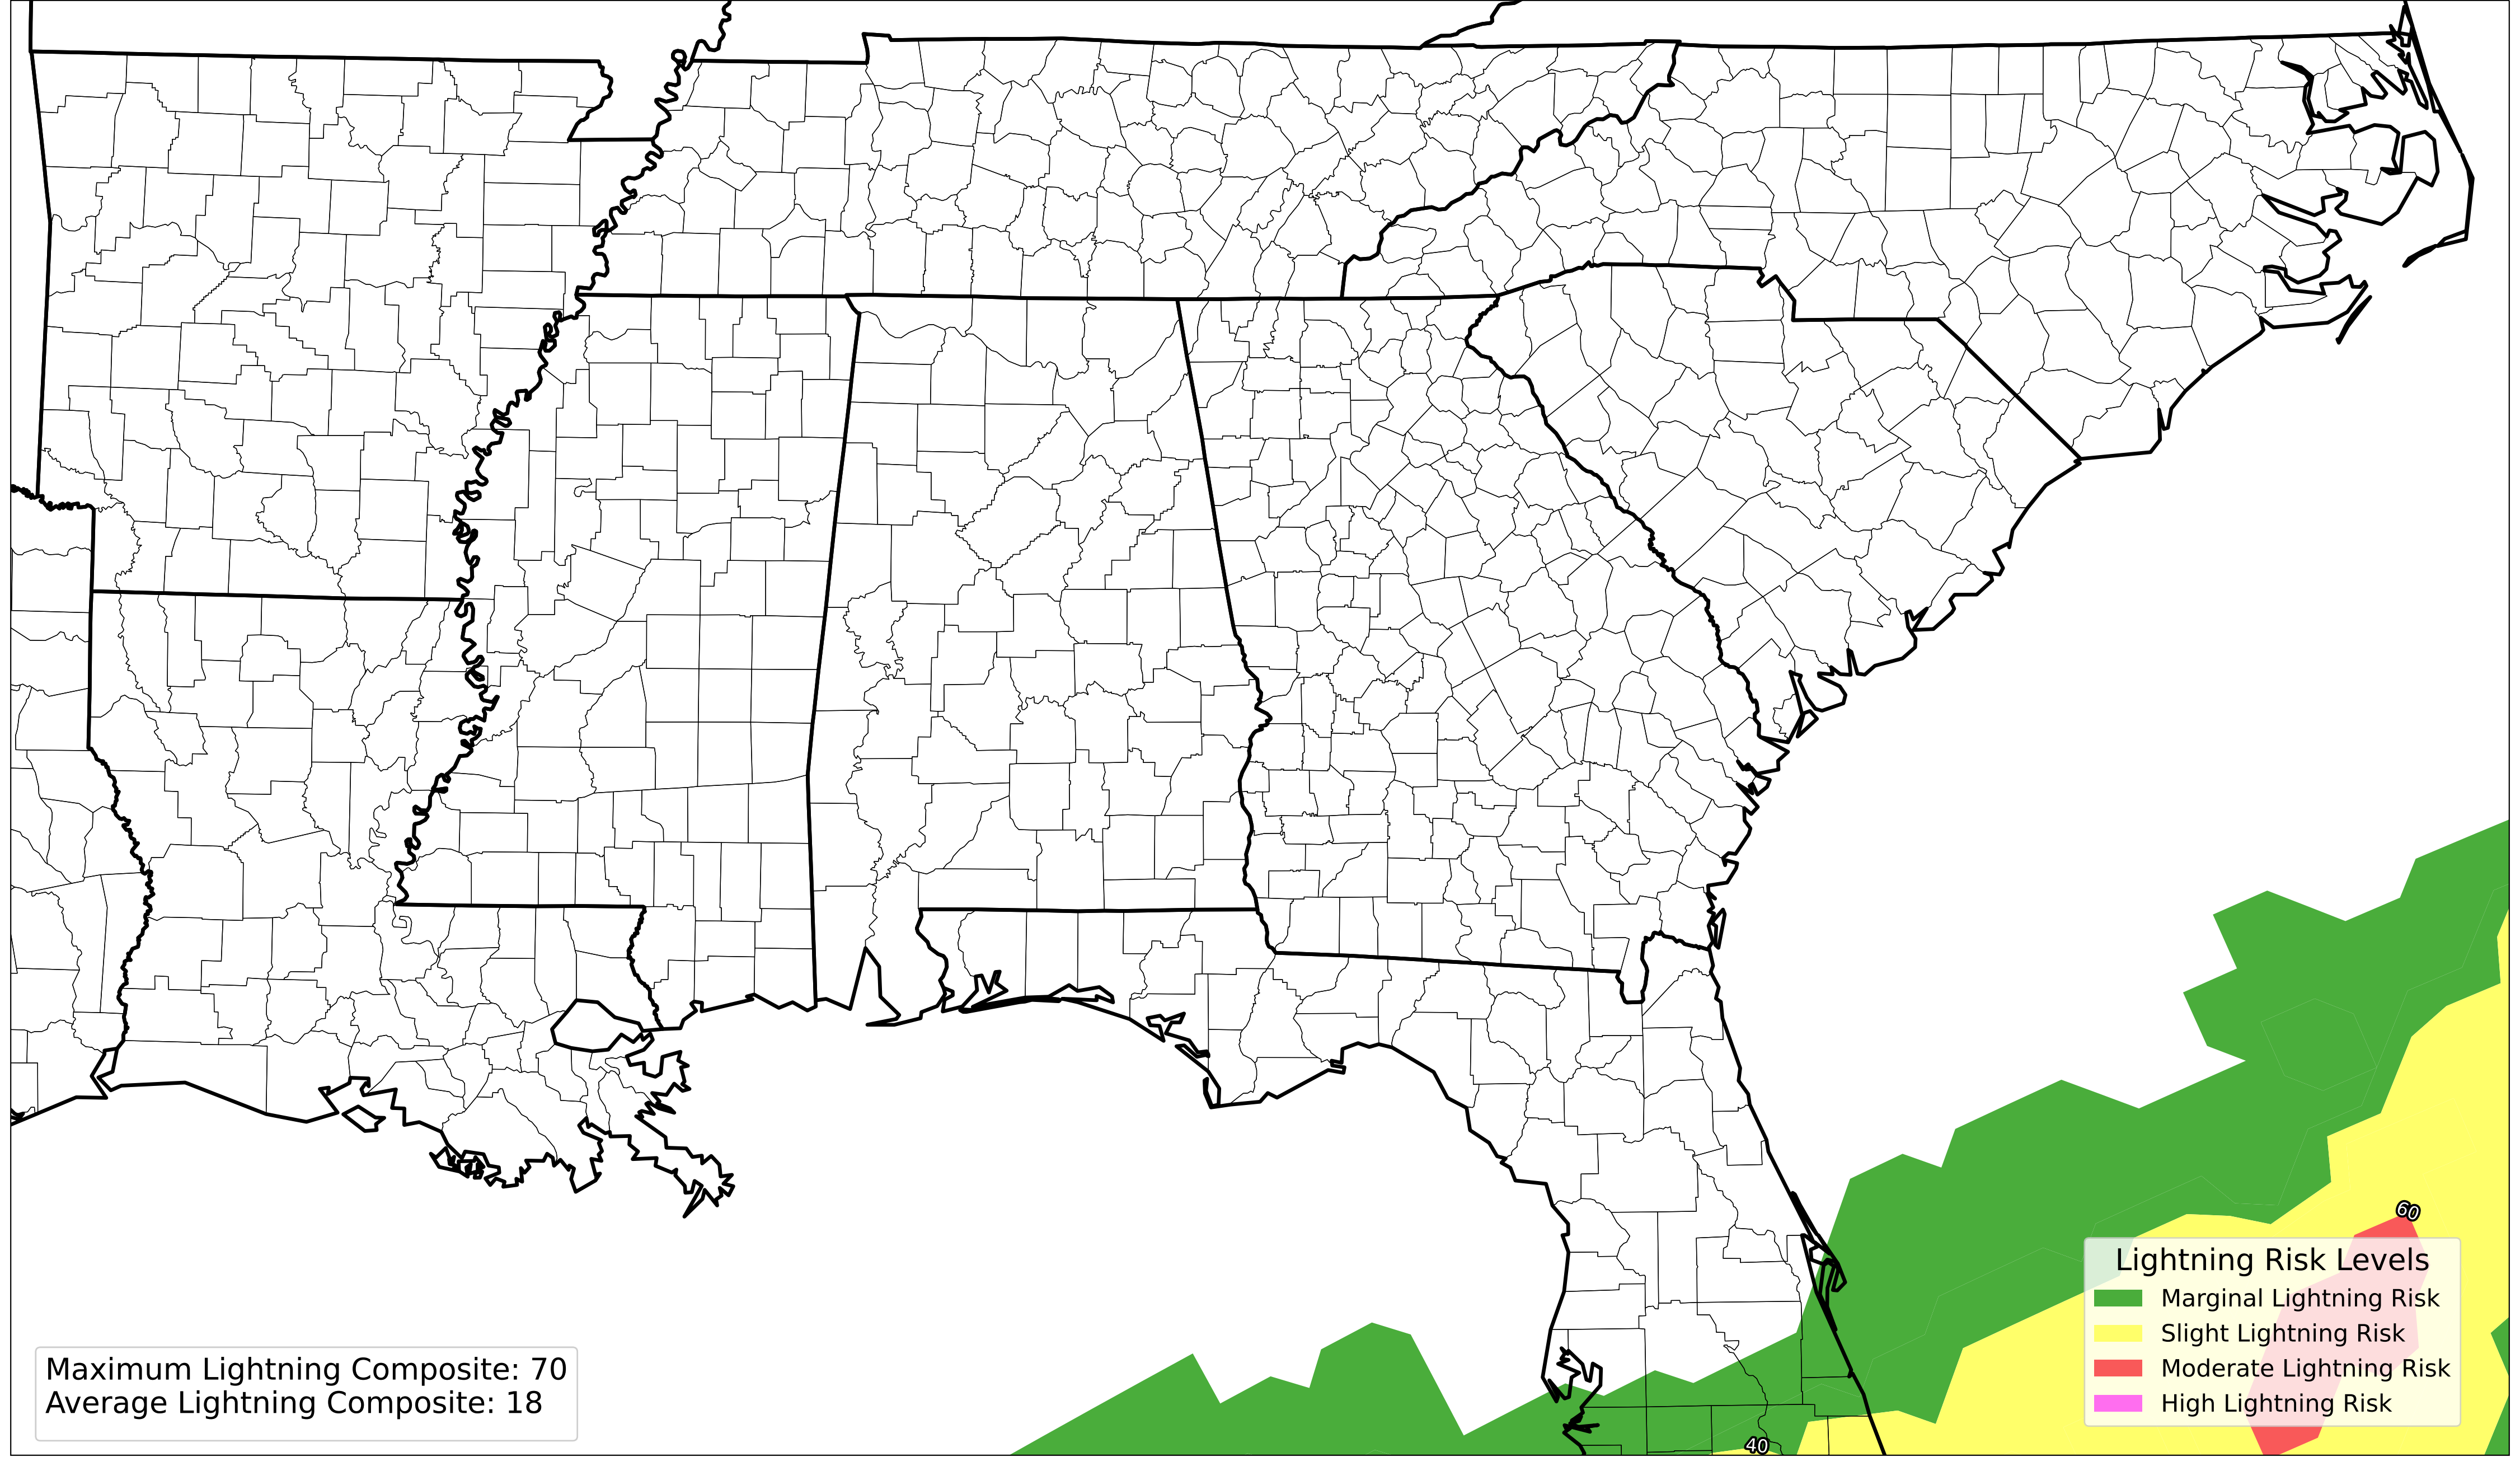 60
Lightning Risk Levels
Marginal Lightning Risk
Slight Lightning Risk
Moderate Lightning Risk
High Lightning Risk
Maximum Lightning Composite: 70
Average Lightning Composite: 18
40